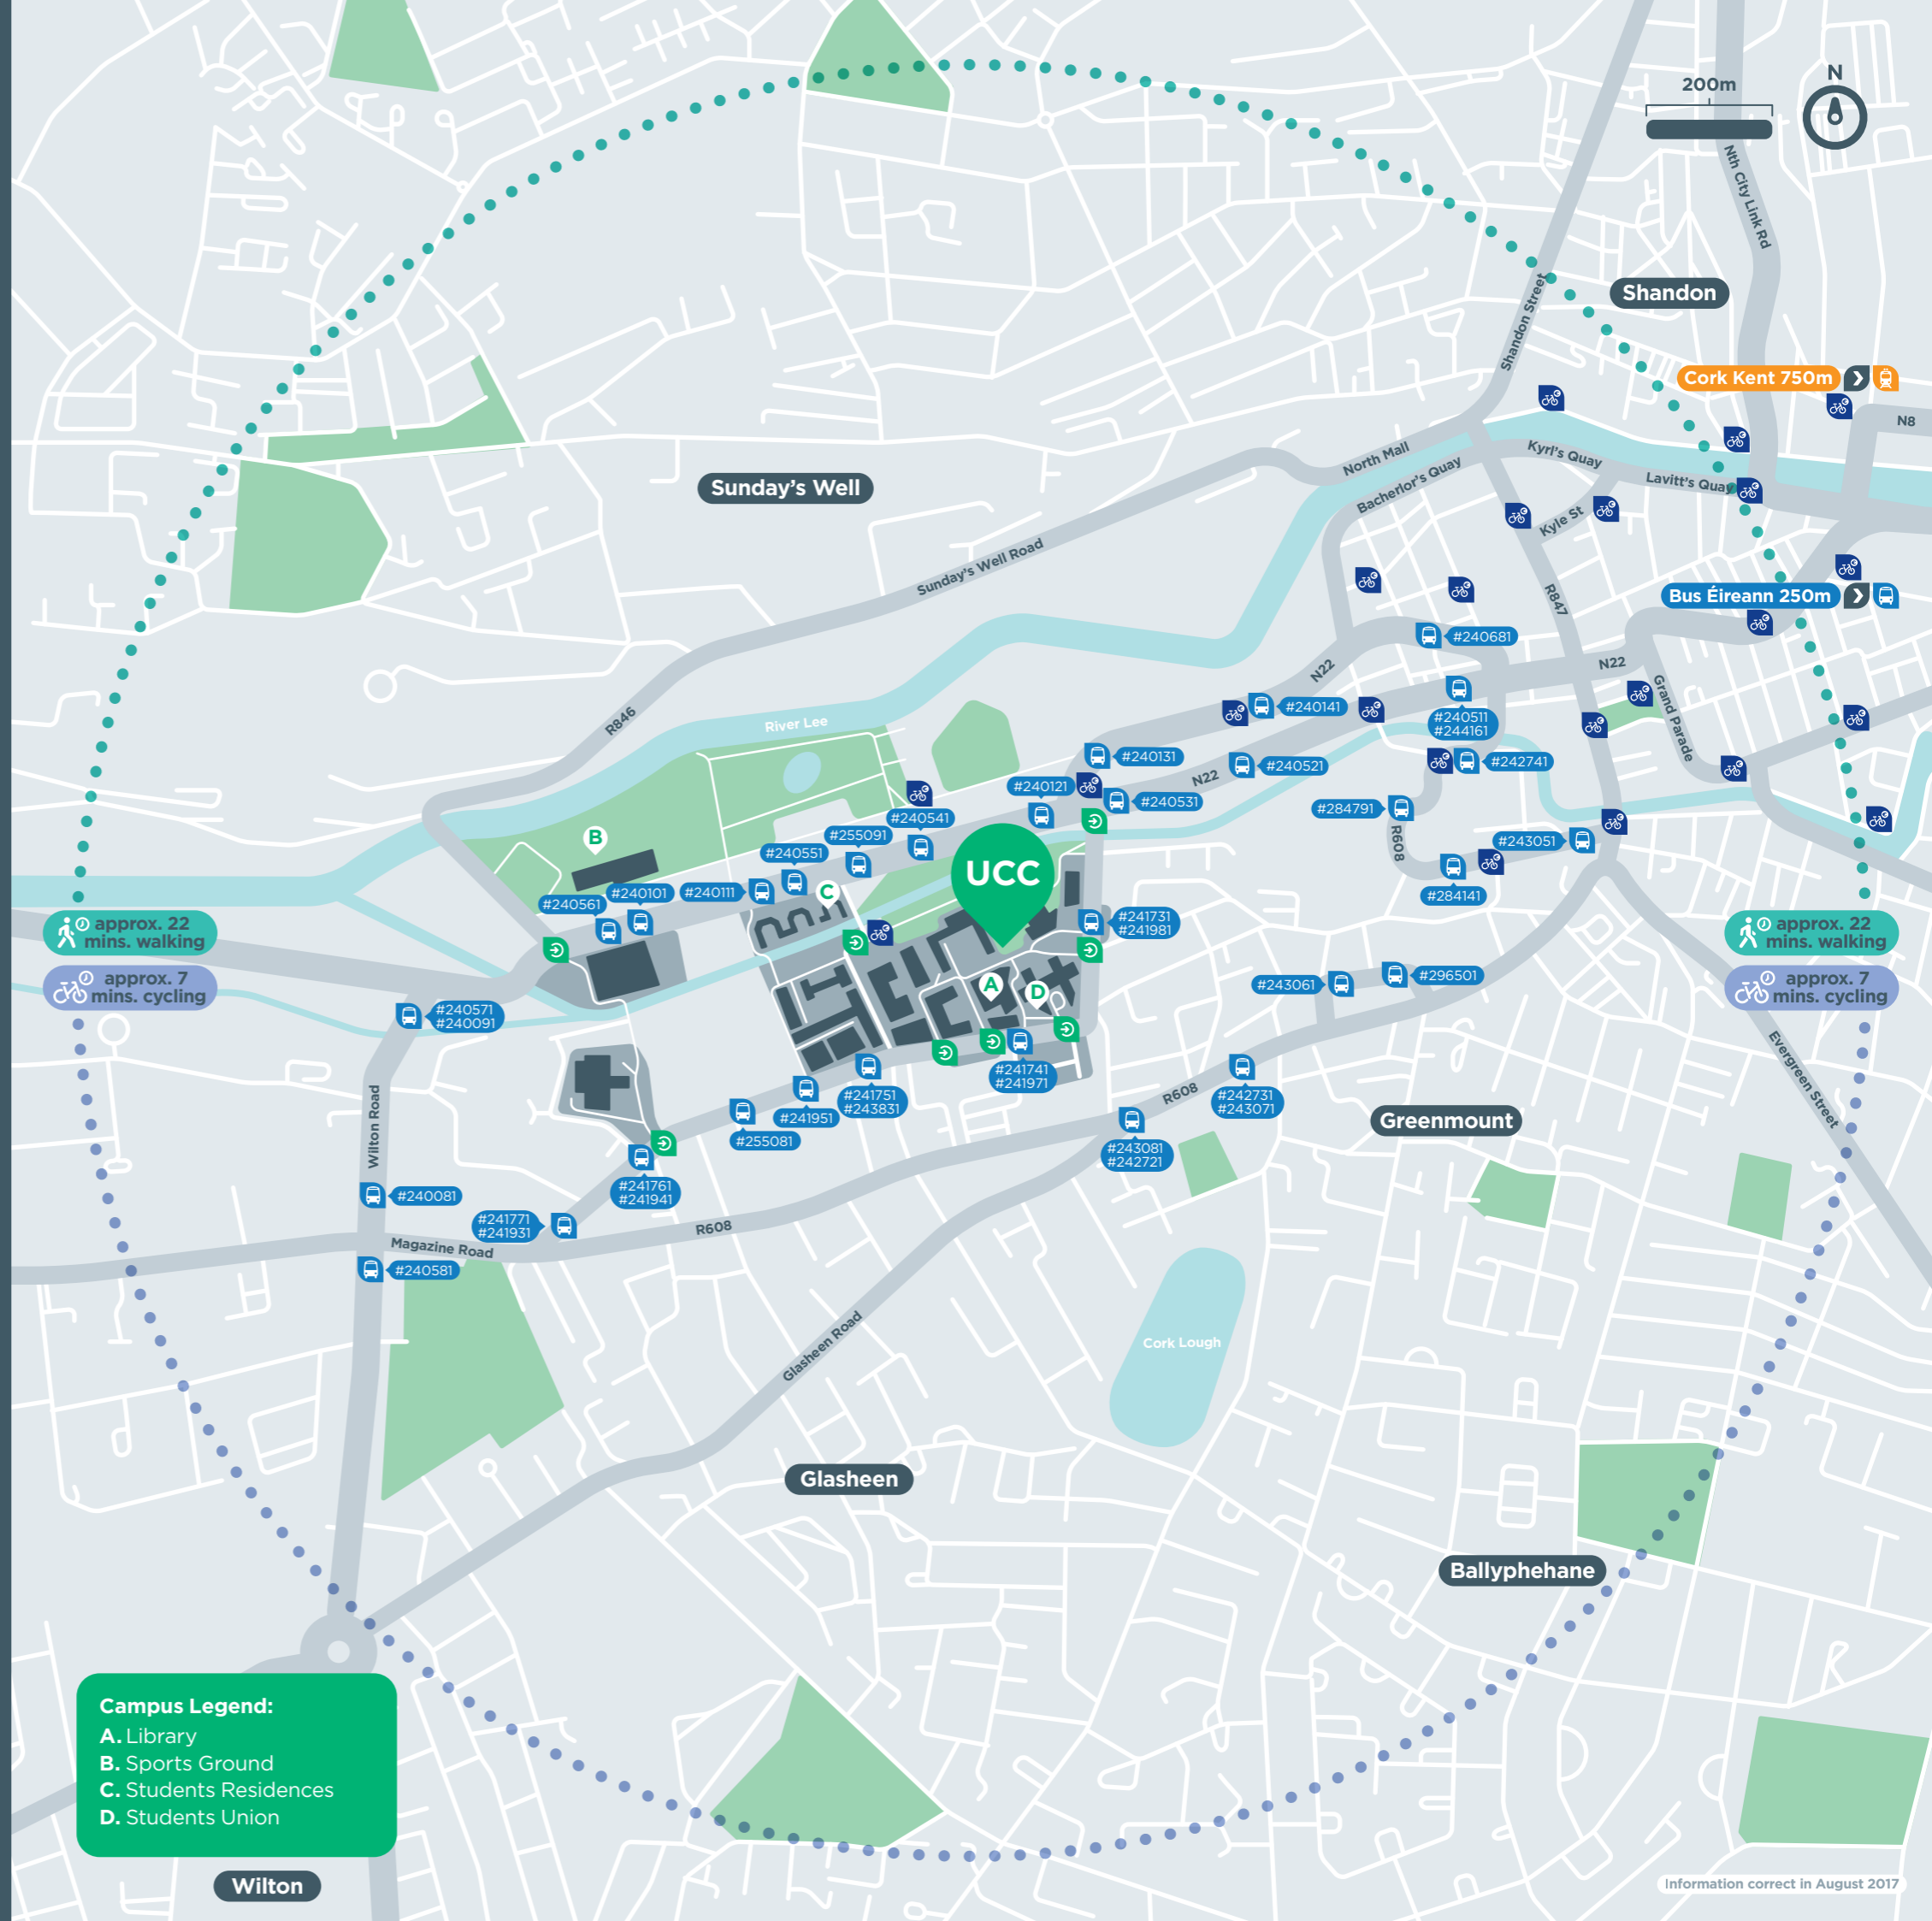 200m
N
Nth City Link Rd
Shandon
Shandon Street
Cork Kent 750m
N8
North Mall
Bacherlor's Quay
Kyrl's Quay
Lavitt's Quay
Kyle St
Sunday's Well
Sunday's Well Road
R847
Bus Éireann 250m
#240681
N22
N22
Grand Parade
#240511
#244161
#240141
R846
River Lee
#240131
N22
#240521
#242741
#240121
#240531
#284791
#240541
#255091
#240551
R608
#243051
B
UCC
#284141
#240101
#240111
C
#240561
approx. 22
mins. walking
approx. 7
mins. cycling
#241731
#241981
approx. 22
mins. walking
approx. 7
mins. cycling
A
D
#243061
#296501
#240571
#240091
#241741
#241971
#241751
#243831
#241951
#255081
R608
#242731
#243071
Evergreen Street
Greenmount
Wilton Road
#243081
#242721
#241761
#241941
#240081
#241771
#241931
R608
Magazine Road
#240581
Glasheen Road
Cork Lough
Glasheen
Ballyphehane
Campus Legend:
A. Library
B. Sports Ground
C. Students Residences
D. Students Union
Wilton
Information correct in August 2017